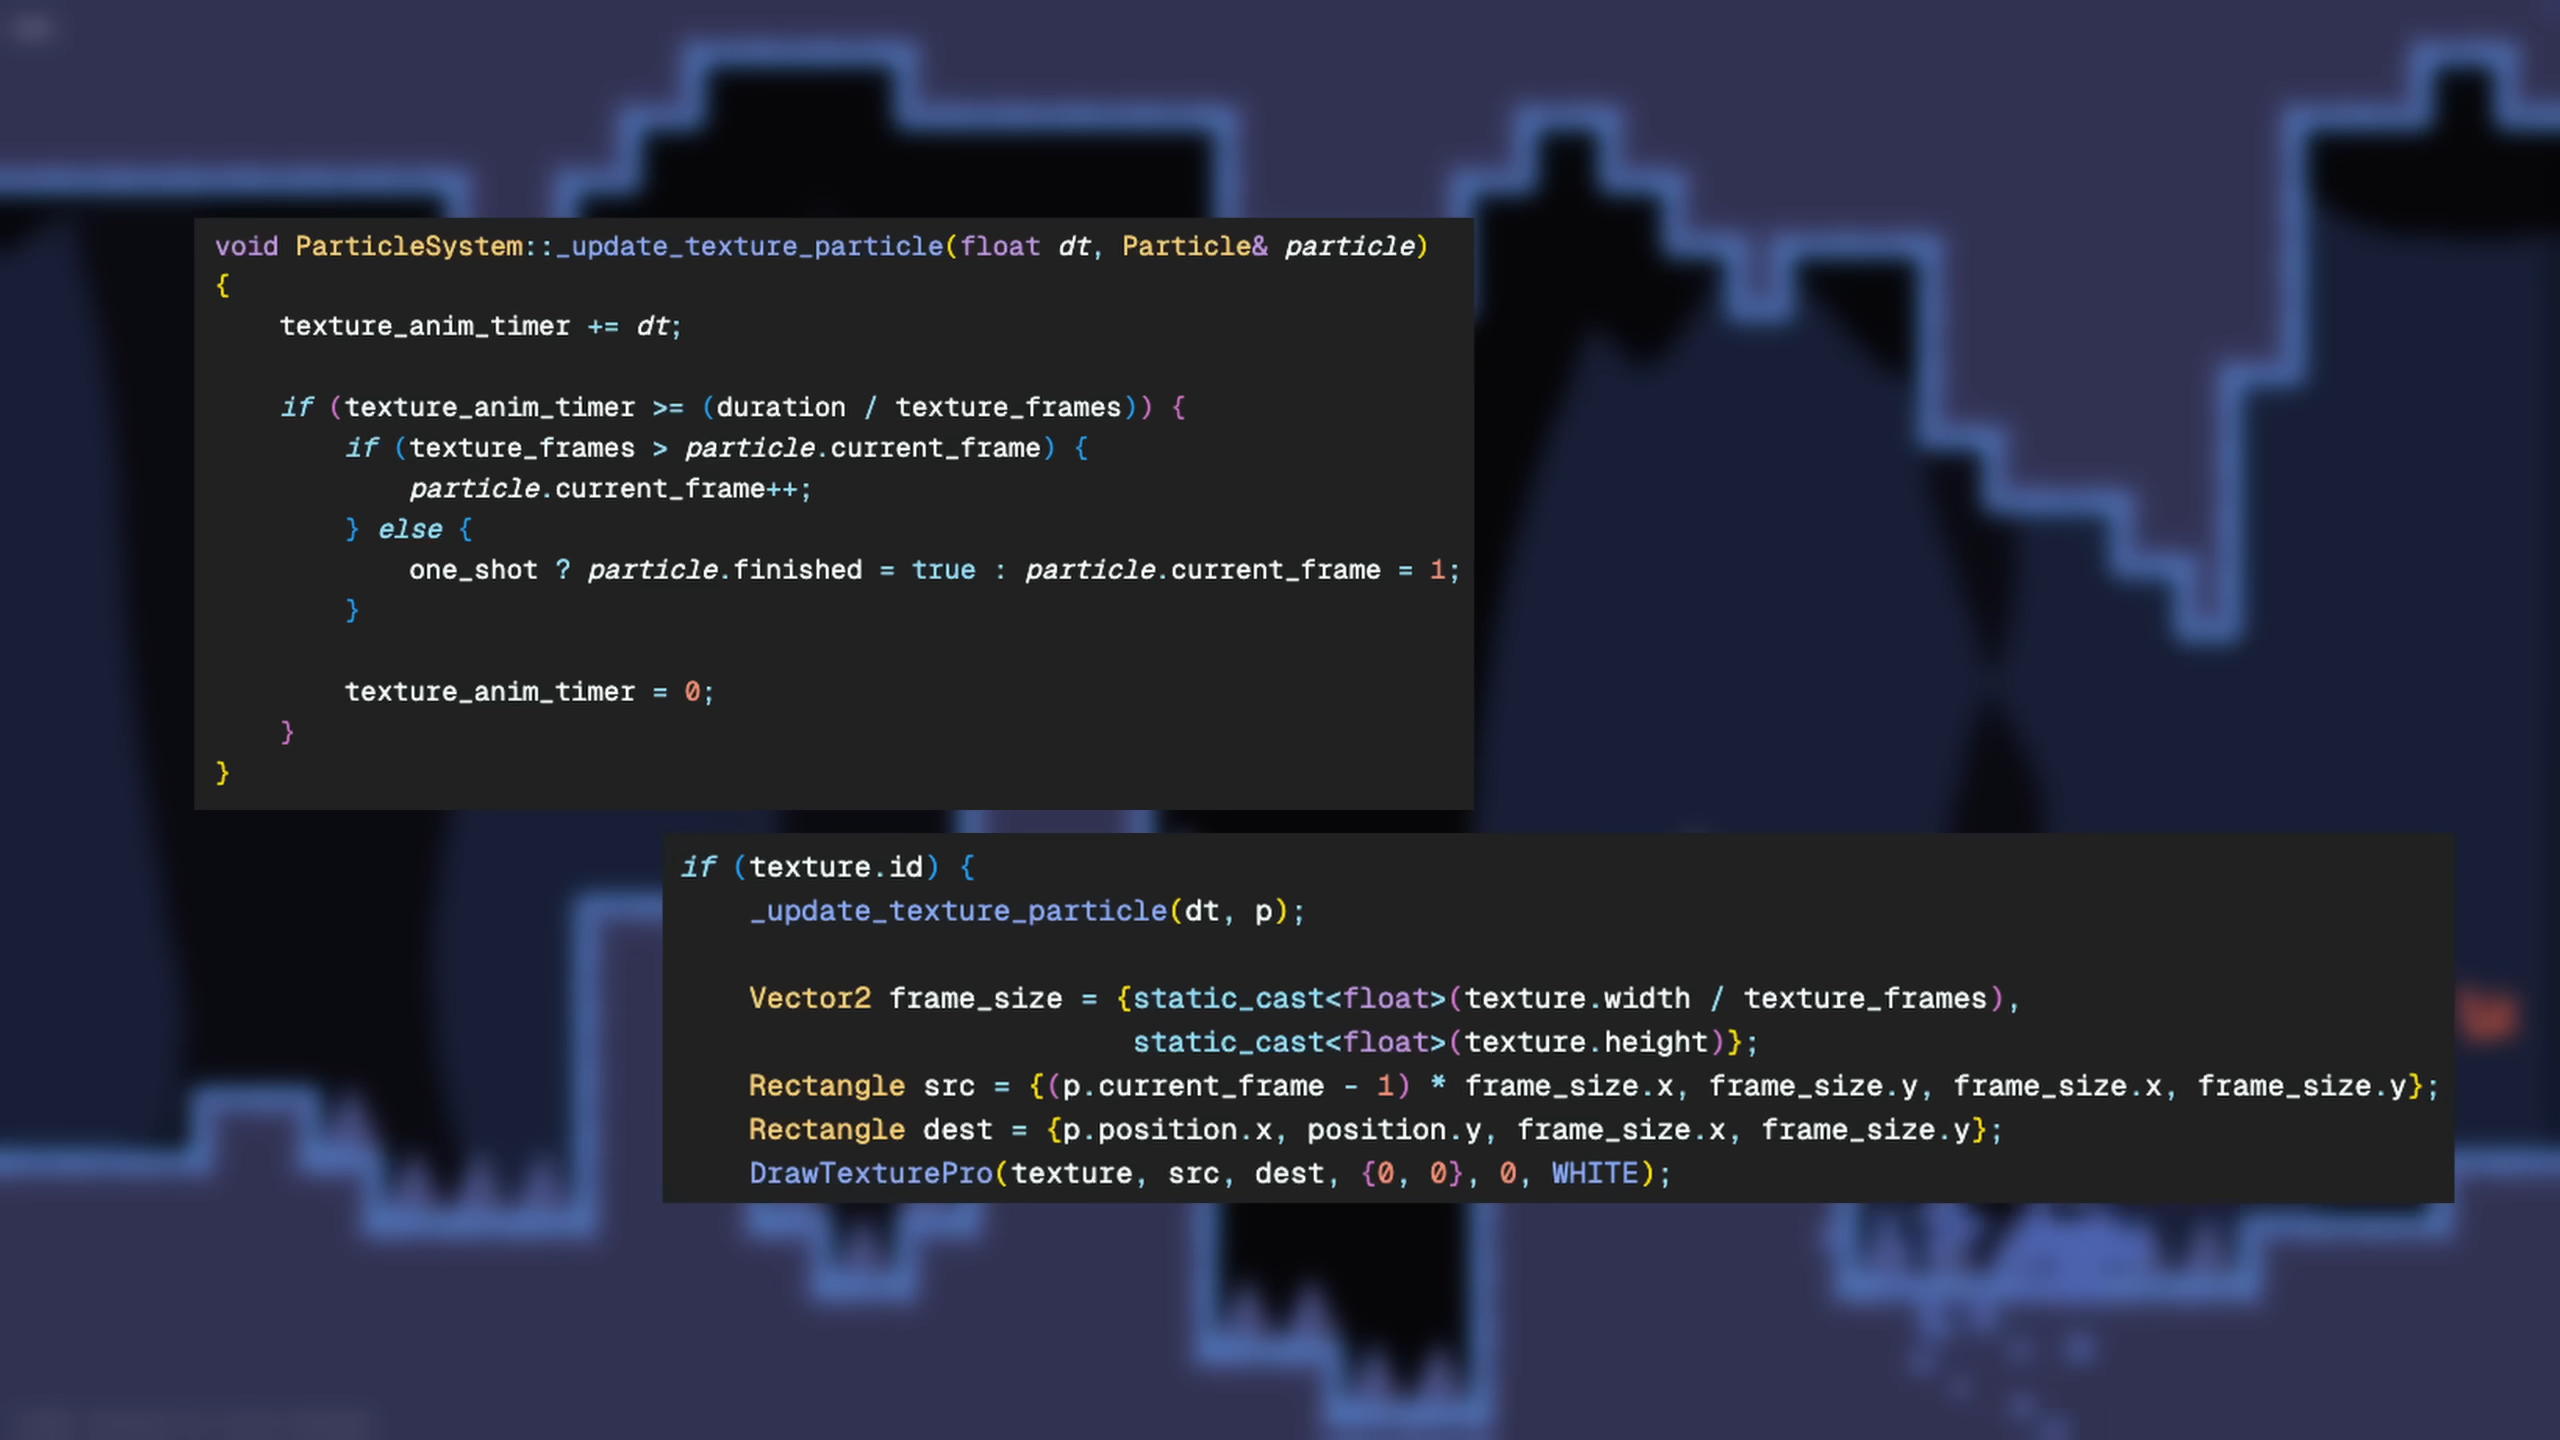 void ParticleSystem::_update_texture_particle(float dt, Particle& particle)
{
    texture_anim_timer += dt;

    if (texture_anim_timer >= (duration / texture_frames)) {
        if (texture_frames > particle.current_frame) {
            particle.current_frame++;
        } else {
            one_shot ? particle.finished = true : particle.current_frame = 1;
        }

        texture_anim_timer = 0;
    }
}
if (texture.id) {
    _update_texture_particle(dt, p);

    Vector2 frame_size = {static_cast<float>(texture.width / texture_frames),
                          static_cast<float>(texture.height)};
    Rectangle src = {(p.current_frame - 1) * frame_size.x, frame_size.y, frame_size.x, frame_size.y};
    Rectangle dest = {p.position.x, position.y, frame_size.x, frame_size.y};
    DrawTexturePro(texture, src, dest, {0, 0}, 0, WHITE);